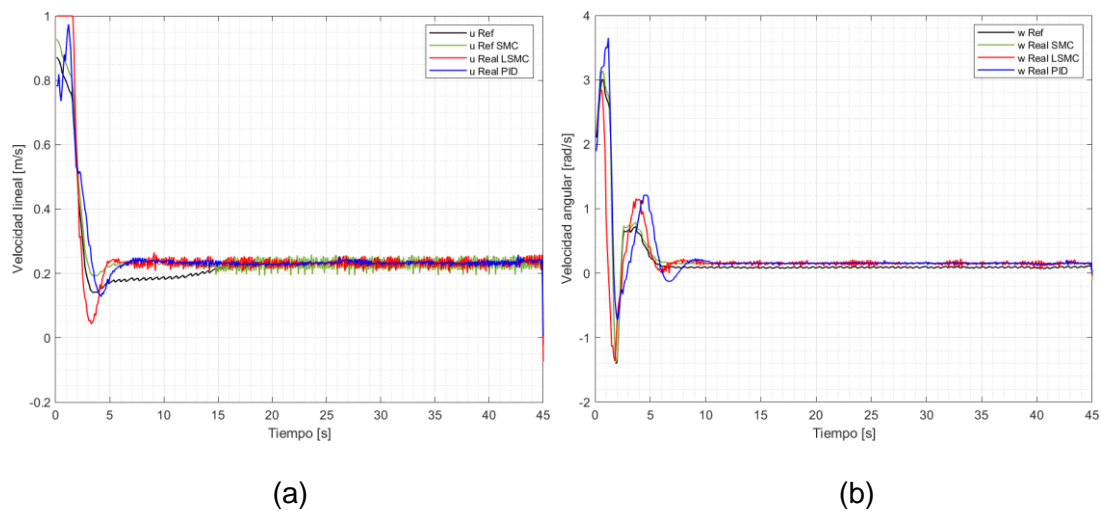 1
0.8
0.6
0.4
0.2
0
-0.2
Velocidad lineal [m/s]
0 5 10 15 20 25 30 35 40 45
Tiempo [s]
u Ref
u Ref SMC
u Real LSMC
u Real PID
(a)
4
3
2
1
0
-1
-2
Velocidad angular [rad/s]
0 5 10 15 20 25 30 35 40 45
Tiempo [s]
w Ref
w Real SMC
w Real LSMC
w Real PID
(b)